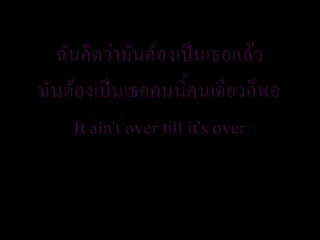 ฉันคิดว่ามันต้องเป็นเธอแล้ว
มันต้องเป็นเธอคนนี้คนเดียวก็พอ
It ain't over till it's over